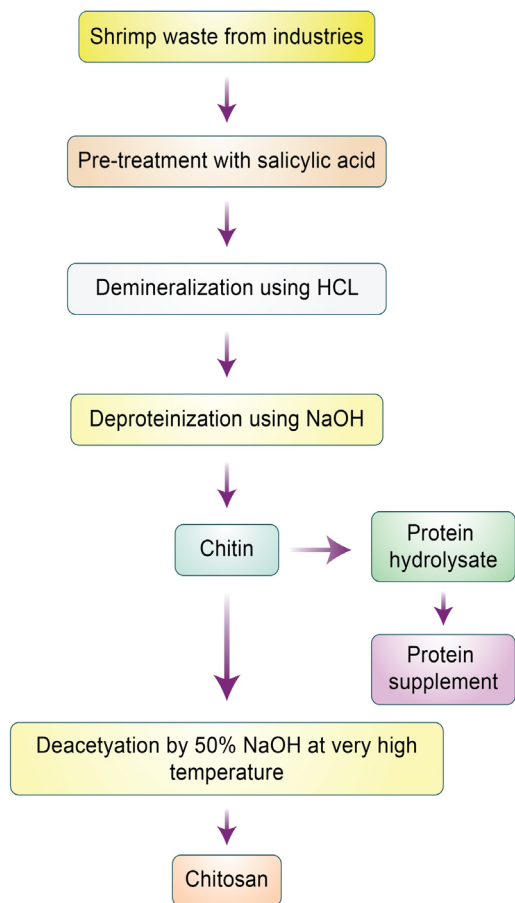 Shrimp waste from industries
Pre-treatment with salicylic acid
Demineralization using HCL
Deproteinization using NaOH
Chitin
Protein
hydrolysate
Protein
supplement
Deacetyation by 50% NaOH at very high
temperature
Chitosan